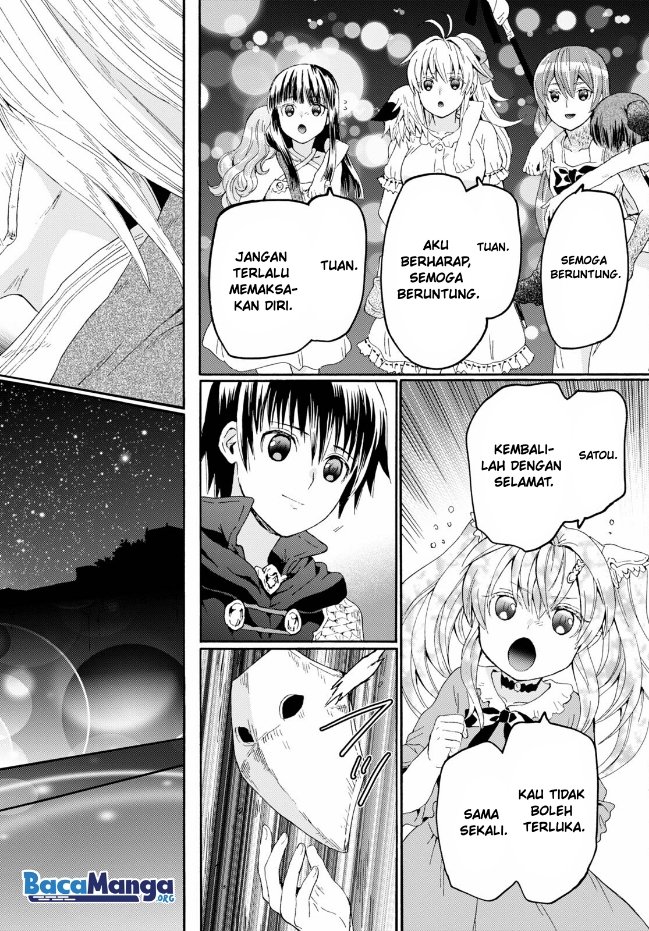 SEMOGA
BERUNTUNG.
TUAN.
AKU
BERHARAP,
SEMOGA
BERUNTUNG.
TUAN.
JANGAN
TERLALU
MEMAKSA-
KAN DIRI.
SATOU.
KEMBALI-
LAH DENGAN
SELAMAT.
KAU TIDAK
BOLEH
TERLUKA.
SAMA
SEKALI.
BacaManga
.ORG